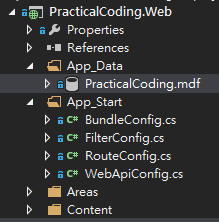 PracticalCoding.Web
Properties
References
App_Data
PracticalCoding.mdf
App_Start
C# BundleConfig.cs
C# FilterConfig.cs
C# RouteConfig.cs
C# WebApiConfig.cs
Areas
Content